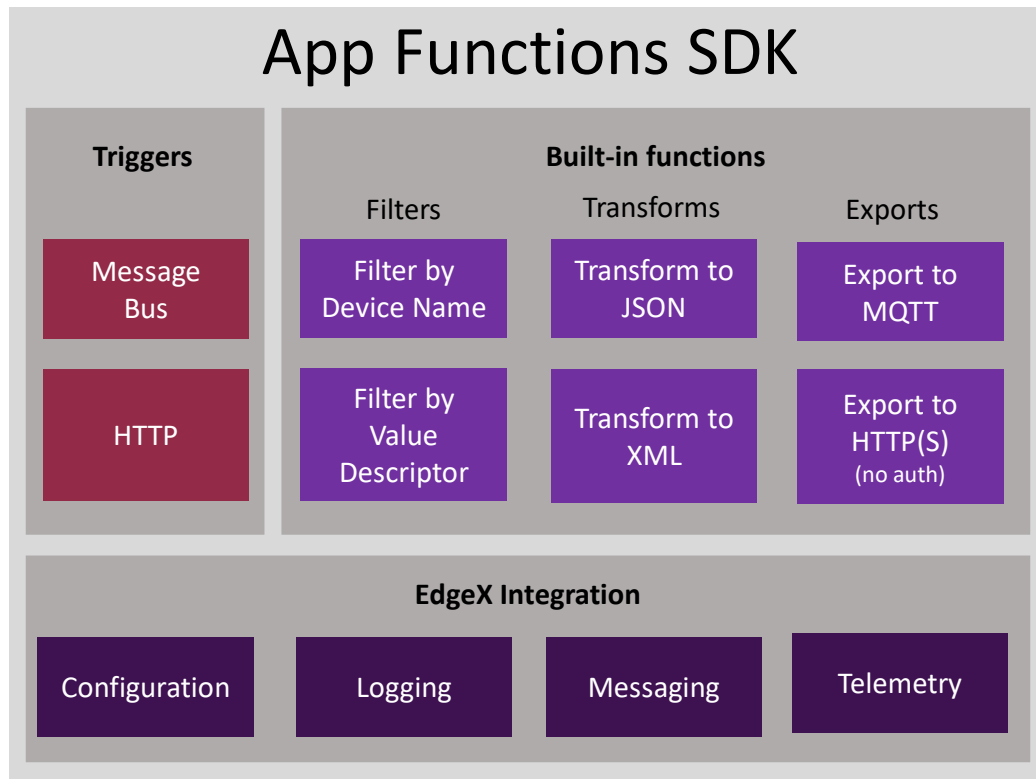 App Functions SDK
Triggers
Message
Bus
HTTP
Built-in functions
Filters
Transforms
Exports
Filter by
Device Name
Transform to
JSON
Export to
MQTT
Filter by
Value
Descriptor
Transform to
XML
Export to
HTTP(S)
(no auth)
EdgeX Integration
Configuration
Logging
Messaging
Telemetry